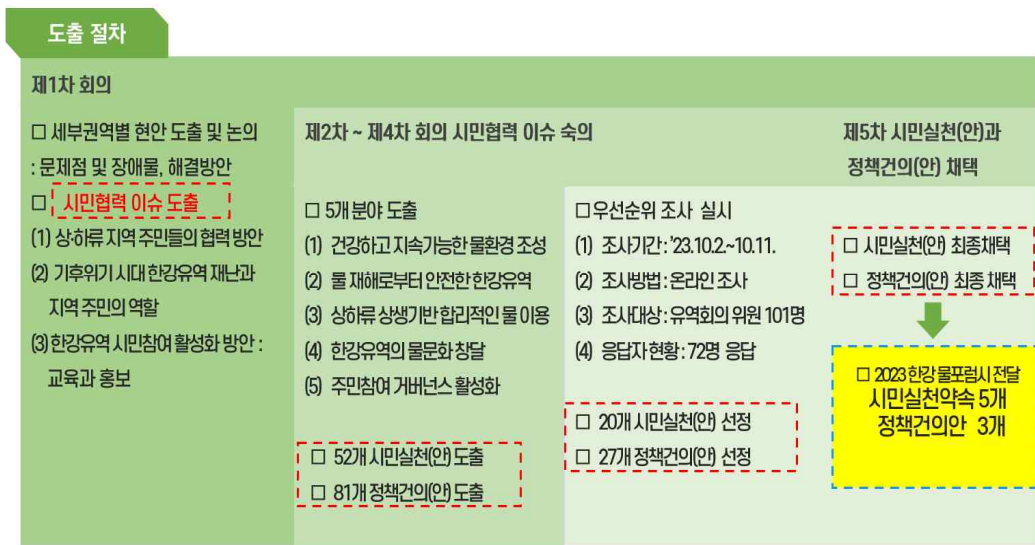 도출 절차
제1차 회의
□ 세부권역별 현안 도출 및 논의
: 문제점 및 장애물, 해결방안
□ 시민협력 이슈 도출
(1) 상·하류 지역 주민들의 협력 방안
(2) 기후위기 시대 한강유역 재난과
지역 주민의 역할
(3) 한강유역 시민참여 활성화 방안 :
교육과 홍보
제2차 ~ 제4차 회의 시민협력 이슈 숙의
□ 5개 분야 도출
(1) 건강하고 지속가능한 물환경 조성
(2) 물 재해로부터 안전한 한강유역
(3) 상하류 상생기반 합리적인 물 이용
(4) 한강유역의 물문화 창달
(5) 주민참여 거버넌스 활성화
□ 52개 시민실천(안) 도출
□ 81개 정책건의(안) 도출
□우선순위 조사 실시
(1) 조사기간 : '23.10.2.~10.11.
(2) 조사방법 : 온라인 조사
(3) 조사대상 : 유역회의 위원 101명
(4) 응답자 현황 : 72명 응답
□ 20개 시민실천(안) 선정
□ 27개 정책건의(안) 선정
제5차 시민실천(안)과
정책건의(안) 채택
□ 시민실천(안) 최종채택
□ 정책건의(안) 최종 채택
□ 2023 한강 물포럼시 전달
시민실천약속 5개
정책건의안 3개